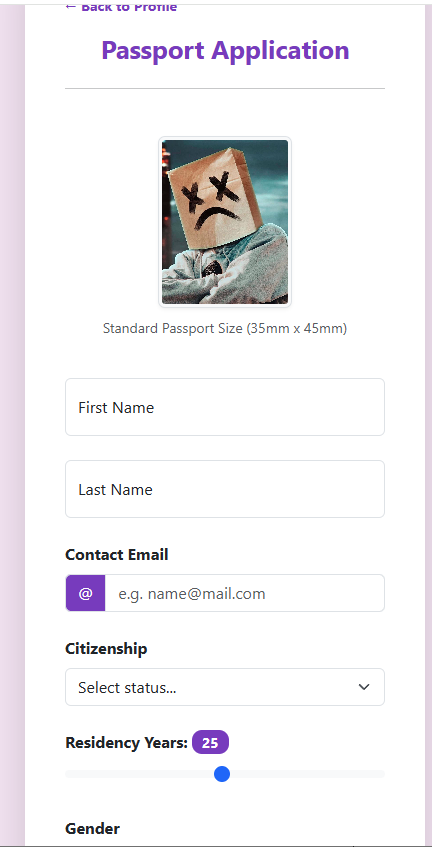 ← Back to Profile
Passport Application
Standard Passport Size (35mm x 45mm)
First Name
Last Name
Contact Email
@ e.g. name@mail.com
Citizenship
Select status...
Residency Years: 25
Gender